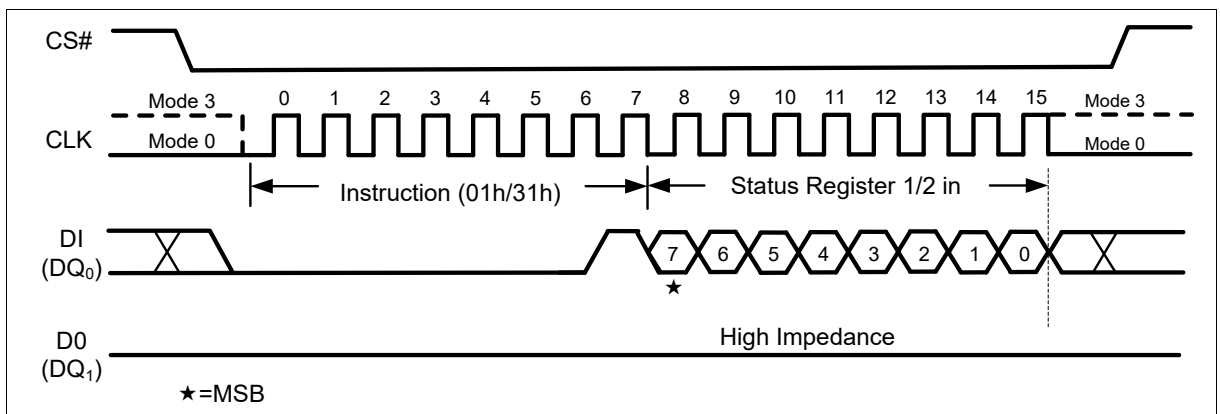 CS#
Mode 3 0 1 2 3 4 5 6 7 8 9 10 11 12 13 14 15 Mode 3
CLK Mode 0 Mode 0
Instruction (01h/31h) Status Register 1/2 in
DI
(DQ₀) 7 6 5 4 3 2 1 0
★
D0 High Impedance
(DQ₁)
★=MSB